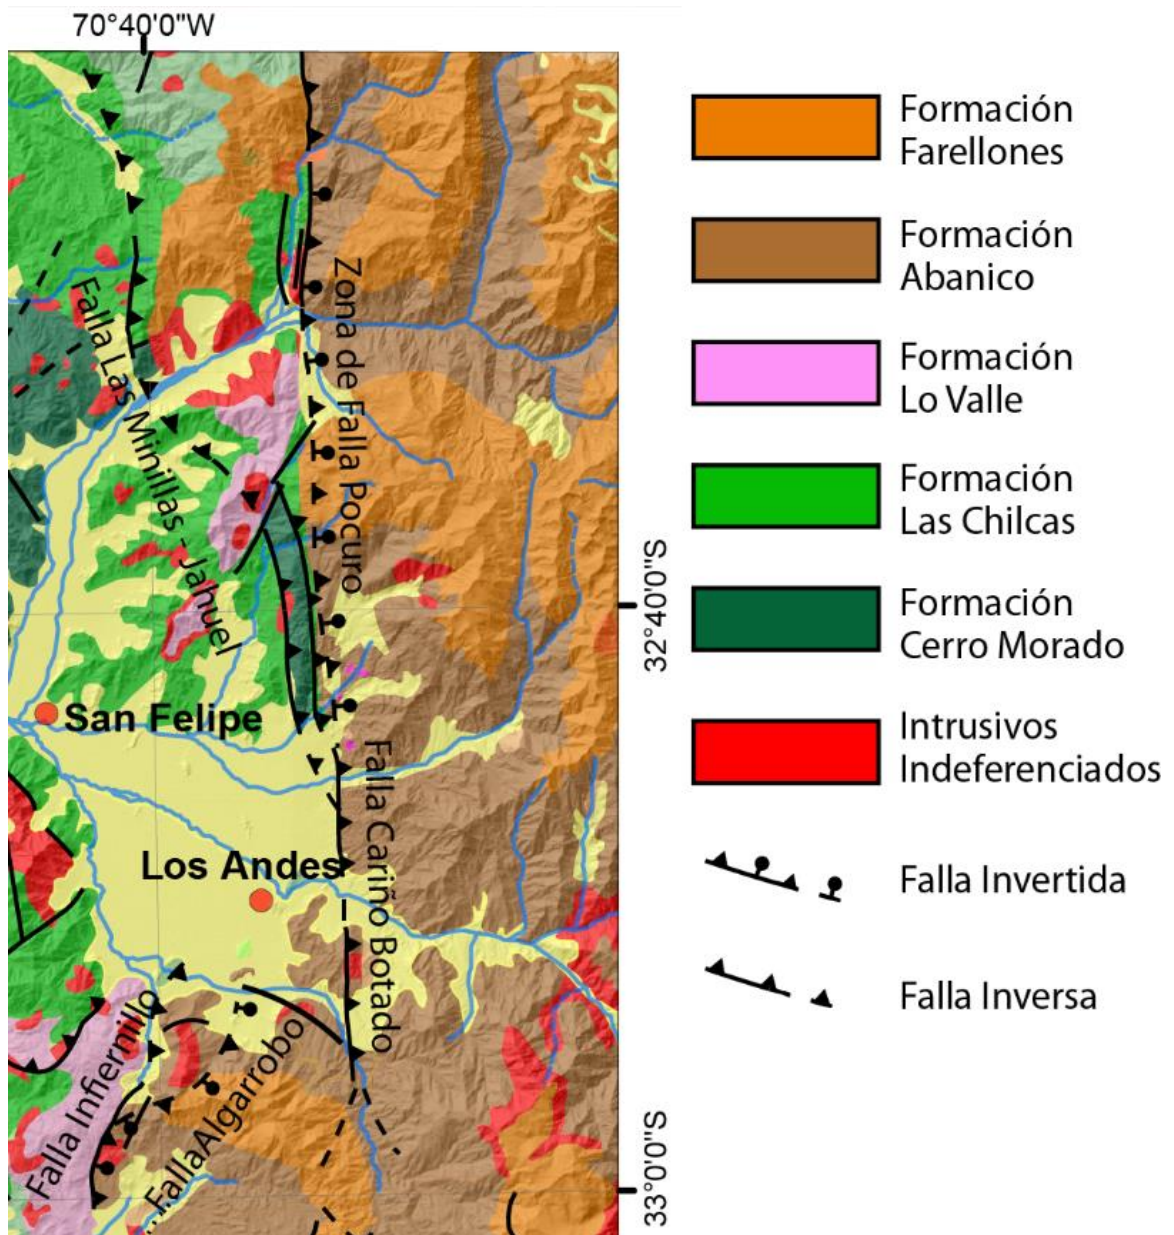 70°40'0"W
Formación
Farellones
Formación
Abanico
Formación
Lo Valle
Formación
Las Chilcas
Formación
Cerro Morado
Intrusivos
Indeferenciados
Falla Invertida
Falla Inversa
Zona de Falla Pocuro
Falla Las Minillas - Jahuel
32°40'0"S
San Felipe
Falla Cariño Botado
Los Andes
Falla Infiernillo
Falla Algarrobo
33°0'0"S